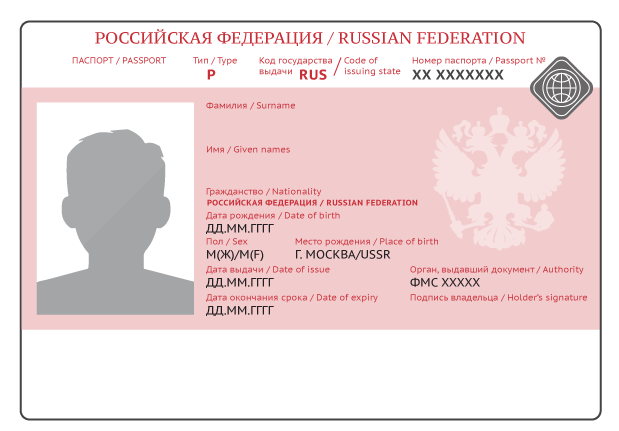 РОССИЙСКАЯ ФЕДЕРАЦИЯ / RUSSIAN FEDERATION
ПАСПОРТ / PASSPORT
Тип / Type
P
Код государства / Code of
выдачи RUS issuing state
Номер паспорта / Passport №
XX XXXXXXX
Фамилия / Surname
Имя / Given names
Гражданство / Nationality
РОССИЙСКАЯ ФЕДЕРАЦИЯ / RUSSIAN FEDERATION
Дата рождения / Date of birth
ДД.ММ.ГГГГ
Пол / Sex
М(Ж)/M(F)
Место рождения / Place of birth
Г. МОСКВА/USSR
Дата выдачи / Date of issue
ДД.ММ.ГГГГ
Орган, выдавший документ / Authority
ФМС XXXXX
Дата окончания срока / Date of expiry
ДД.ММ.ГГГГ
Подпись владельца / Holder's signature